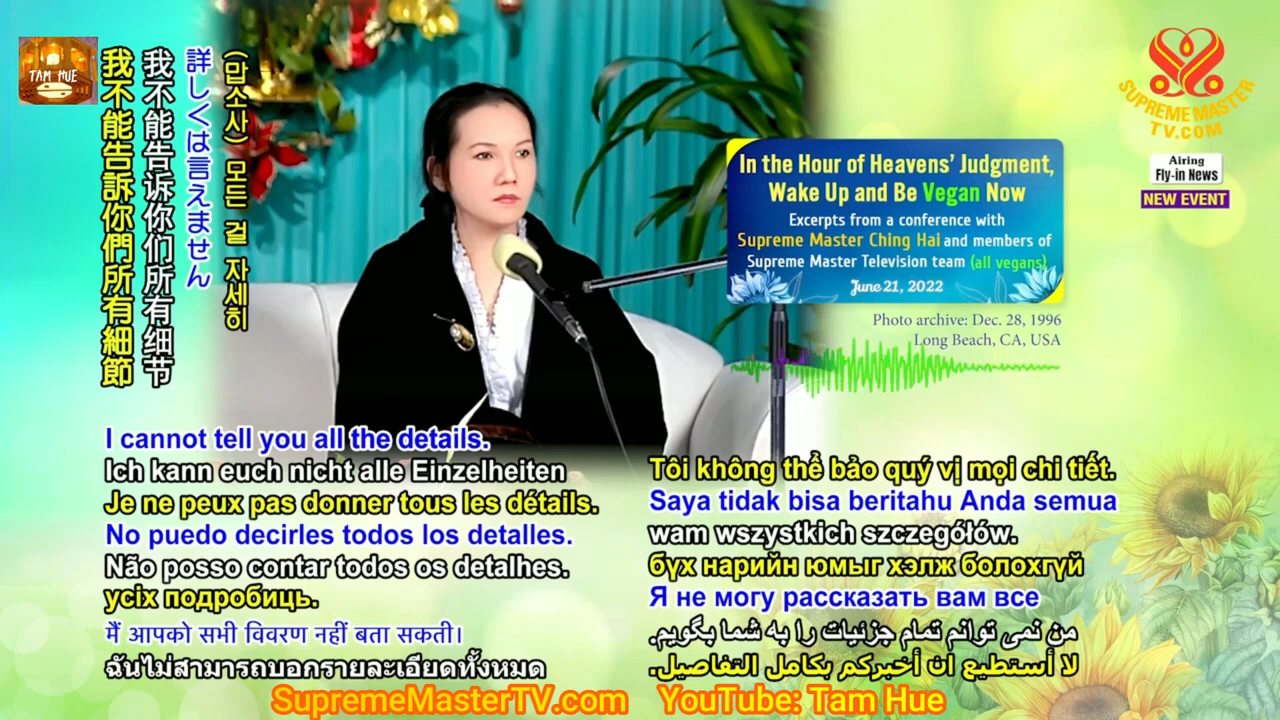 TAM HUE
我不能告訴你們所有細節
我不能告诉你们所有细节
詳しくは言えません
(맙소사) 모든 걸 자세히
SUPREME MASTER
TV.COM
Airing
Fly-in News
NEW EVENT
In the Hour of Heavens’ Judgment,
Wake Up and Be Vegan Now
Excerpts from a conference with
Supreme Master Ching Hai and members of
Supreme Master Television team (all vegans)
June 21, 2022
Photo archive: Dec. 28, 1996
Long Beach, CA, USA
I cannot tell you all the details.
Ich kann euch nicht alle Einzelheiten
Je ne peux pas donner tous les détails.
No puedo decirles todos los detalles.
Não posso contar todos os detalhes.
усіх подробиць.
मैं आपको सभी विवरण नहीं बता सकती।
ฉันไม่สามารถบอกรายละเอียดทั้งหมด
Tôi không thể bảo quý vị mọi chi tiết.
Saya tidak bisa beritahu Anda semua
wam wszystkich szczegółów.
бүх нарийн юмыг хэлж болохгүй
Я не могу рассказать вам все
من نمی توانم تمام جزئیات را به شما بگویم.
لا أستطيع ان أخبركم بكامل التفاصيل.
SupremeMasterTV.com YouTube: Tam Hue